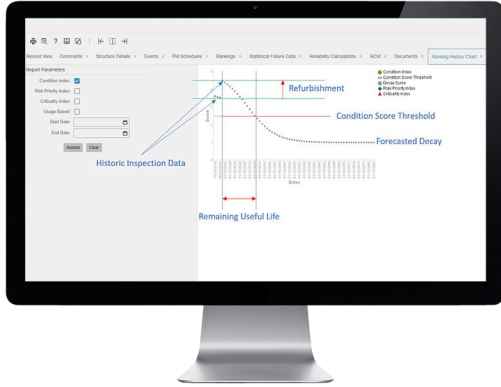 Record View
Comments
Structure Details
Events
PM Schedules
Rankings
Statistical Failure Data
Reliability Calculations
RCM
Documents
Ranking History Chart
Report Parameters
Condition Index
Risk Priority Index
Criticality Index
Usage Based
Start Date
End Date
Submit
Clear
Condition Index
Condition Score Threshold
Decay Curve
Risk Priority Index
Criticality Index
Refurbishment
Condition Score Threshold
Score
Forecasted Decay
Historic Inspection Data
Dates
Remaining Useful Life